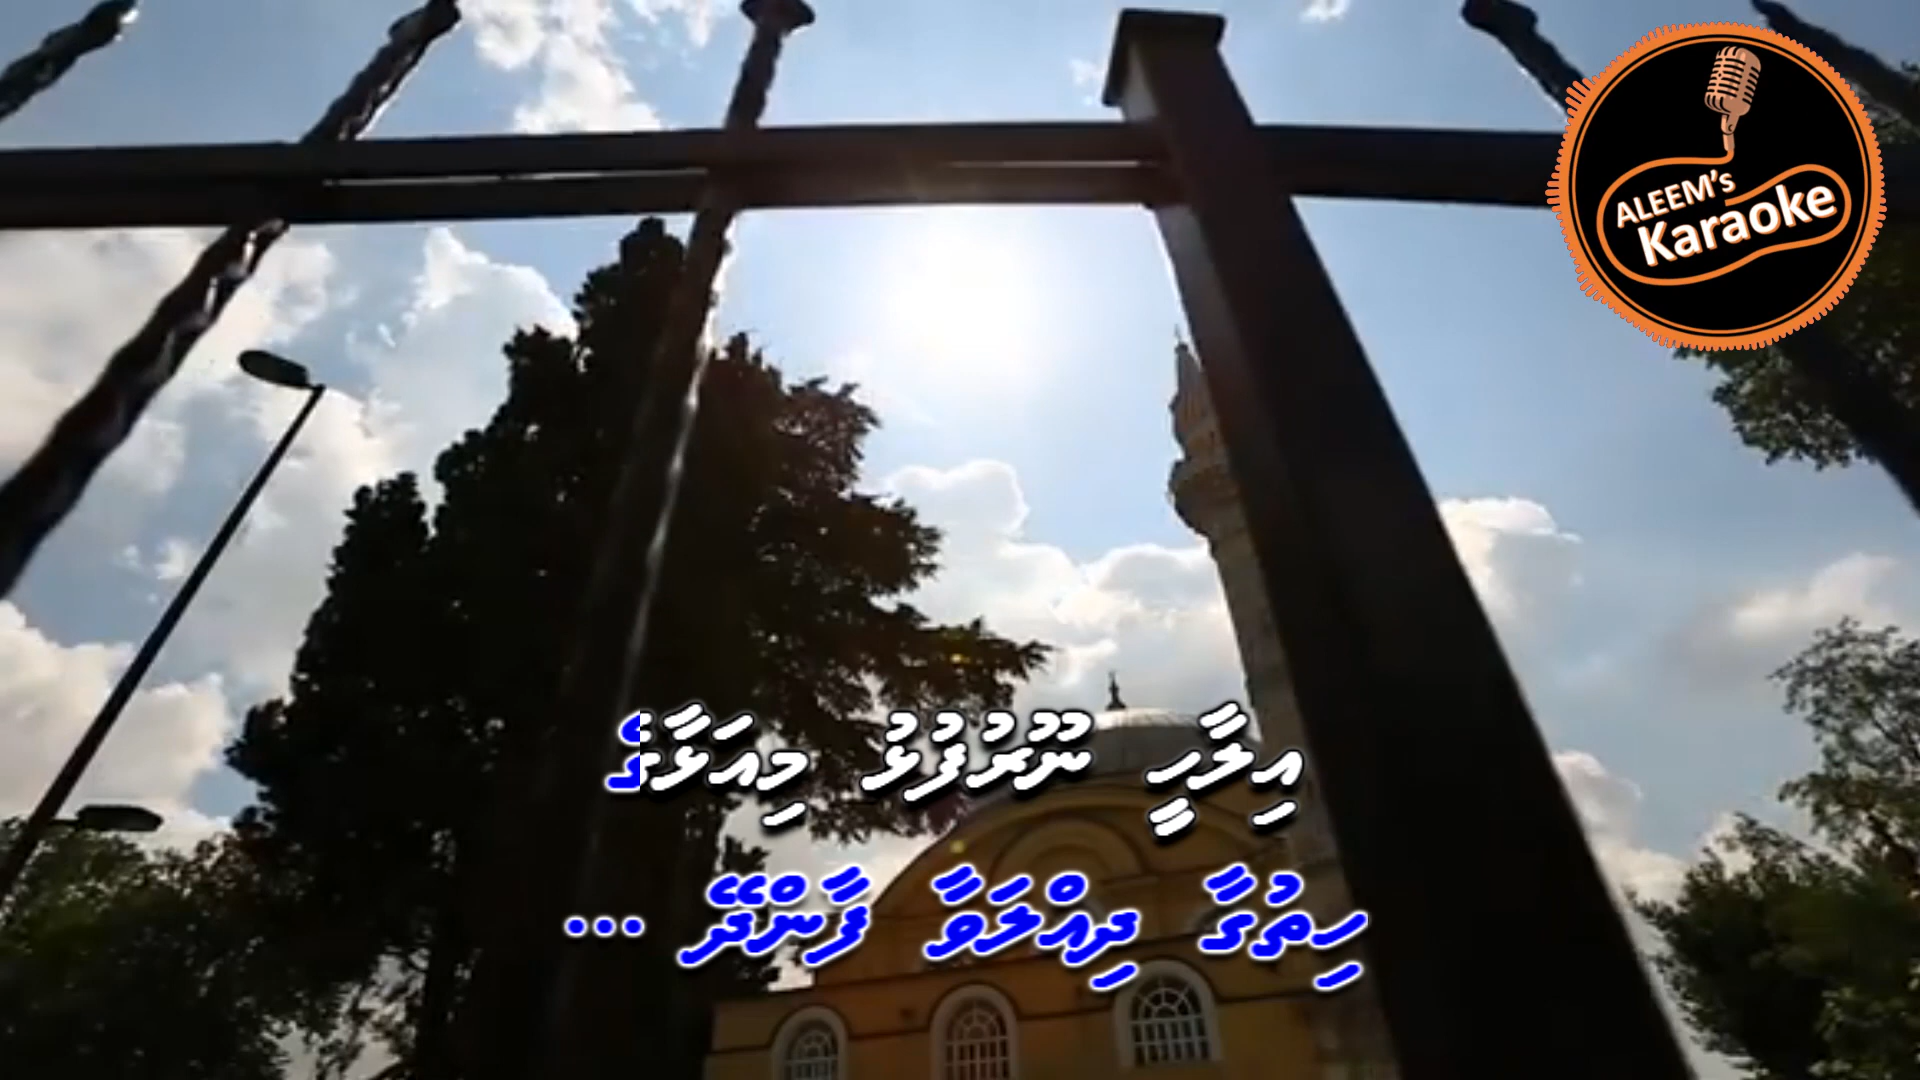 ALEEM's
Karaoke
އިލާހީ ނޫރުފުޅު މިއަޅާގެ
ހިތުގާ ދިއްލަވާ ފާންދޭ ...